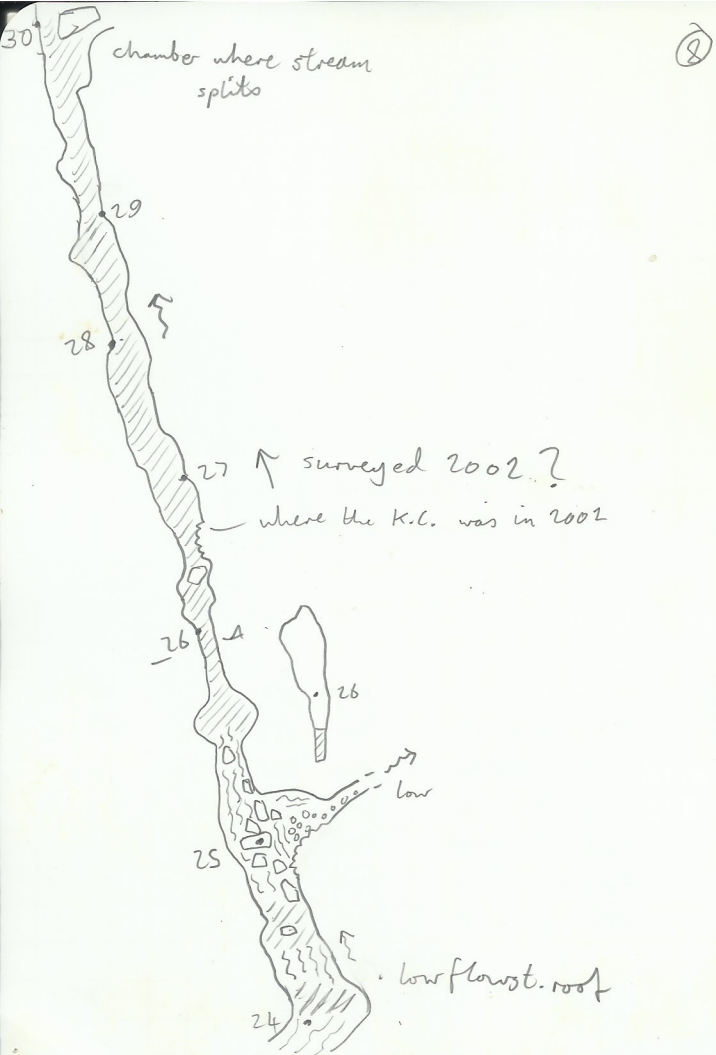 30
8
chamber where stream
splits
29
28
27 ↑ surveyed 2002?
where the K.C. was in 2002
26
26
low
25
low flowst. roof
24